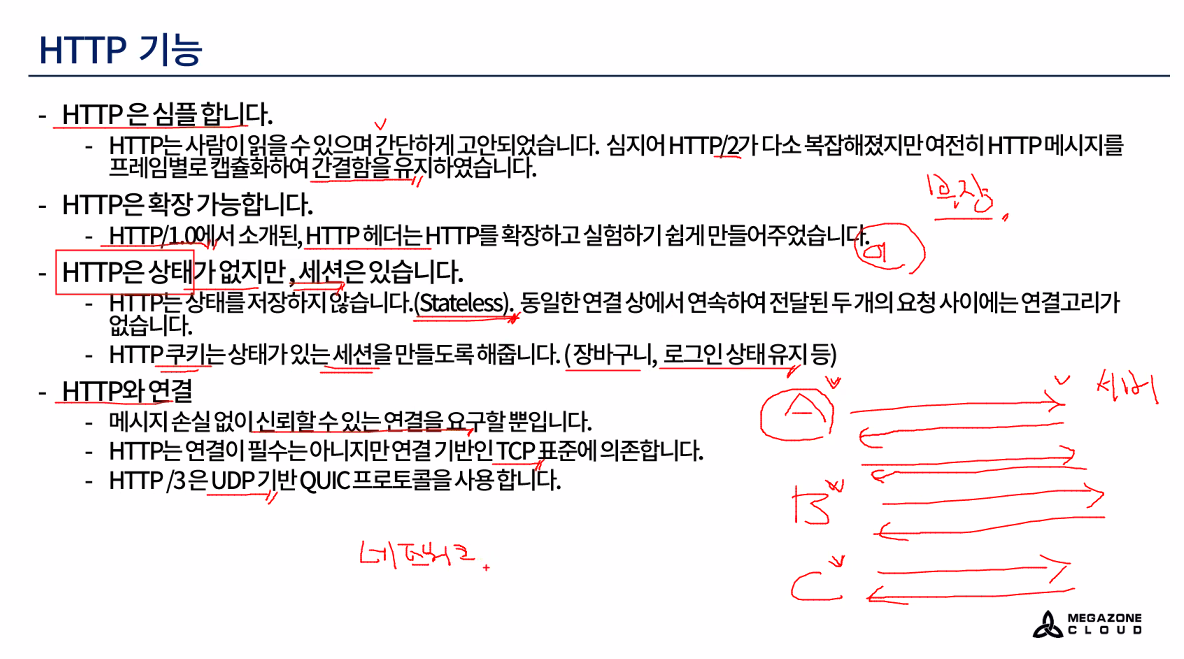 HTTP 기능
- HTTP은 심플 합니다.
- HTTP는 사람이 읽을 수 있으며 간단하게 고안되었습니다. 심지어 HTTP/2가 다소 복잡해졌지만 여전히 HTTP 메시지를
프레임별로 캡슐화하여 간결함을 유지하였습니다.
- HTTP은 확장 가능합니다.
확장
- HTTP/1.0에서 소개된, HTTP 헤더는 HTTP를 확장하고 실험하기 쉽게 만들어주었습니다.
- HTTP은 상태가 없지만 , 세션은 있습니다.
- HTTP는 상태를 저장하지 않습니다.(Stateless). 동일한 연결 상에서 연속하여 전달된 두 개의 요청 사이에는 연결고리가
없습니다.
- HTTP 쿠키는 상태가 있는 세션을 만들도록 해줍니다. ( 장바구니, 로그인 상태 유지 등)
- HTTP와 연결
A 서버
- 메시지 손실 없이 신뢰할 수 있는 연결을 요구할 뿐입니다.
- HTTP는 연결이 필수는 아니지만 연결 기반인 TCP 표준에 의존합니다.
- HTTP /3 은 UDP 기반 QUIC 프로토콜을 사용 합니다.
B
네트워크
C
MEGAZONE
CLOUD